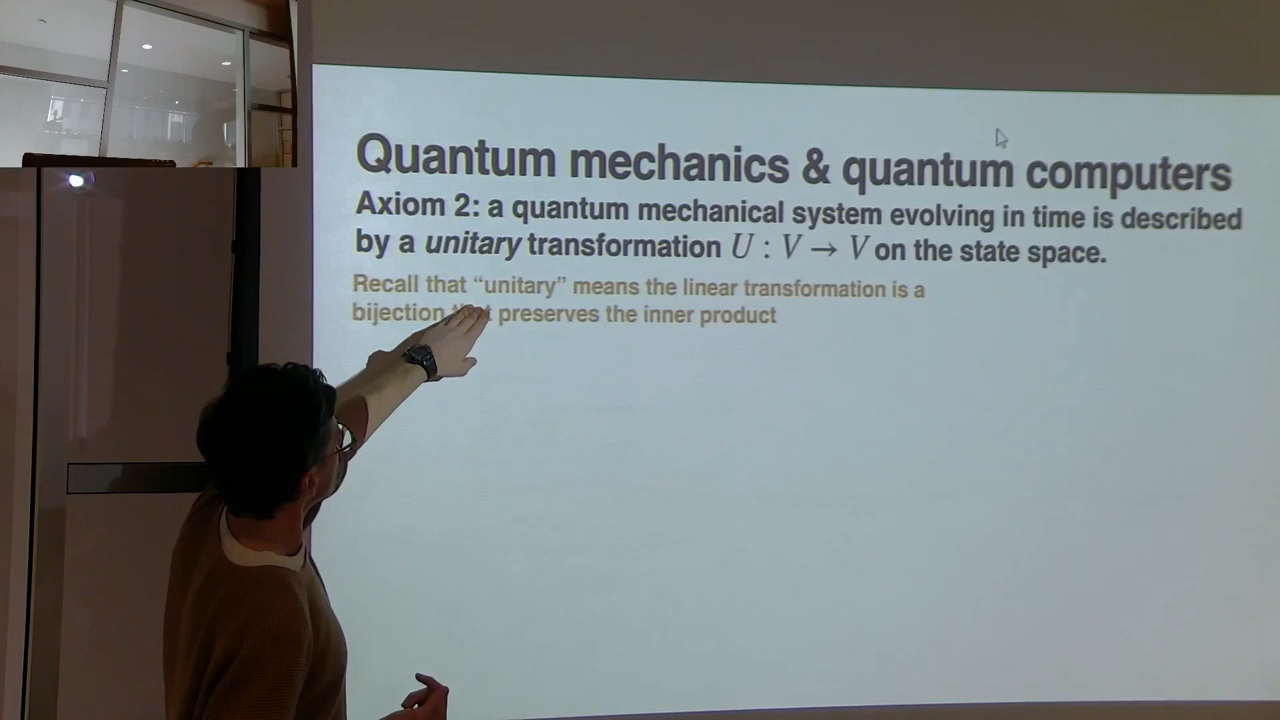 Quantum mechanics & quantum computers
Axiom 2: a quantum mechanical system evolving in time is described
by a unitary transformation U : V → V on the state space.
Recall that “unitary” means the linear transformation is a
bijection that preserves the inner product